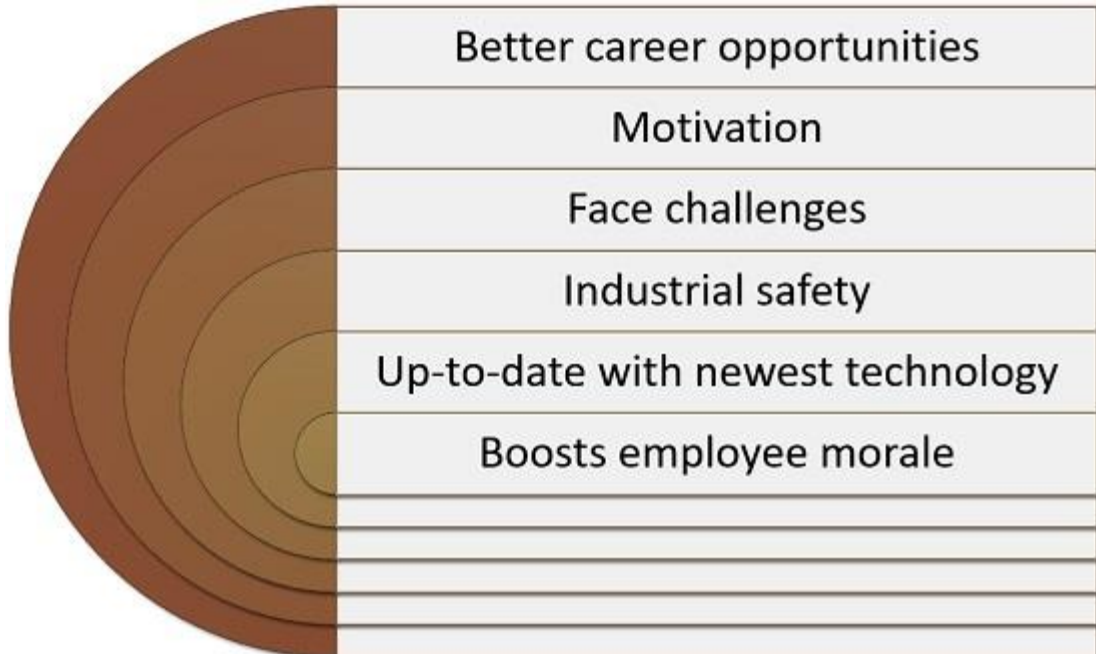 Better career opportunities
Motivation
Face challenges
Industrial safety
Up-to-date with newest technology
Boosts employee morale